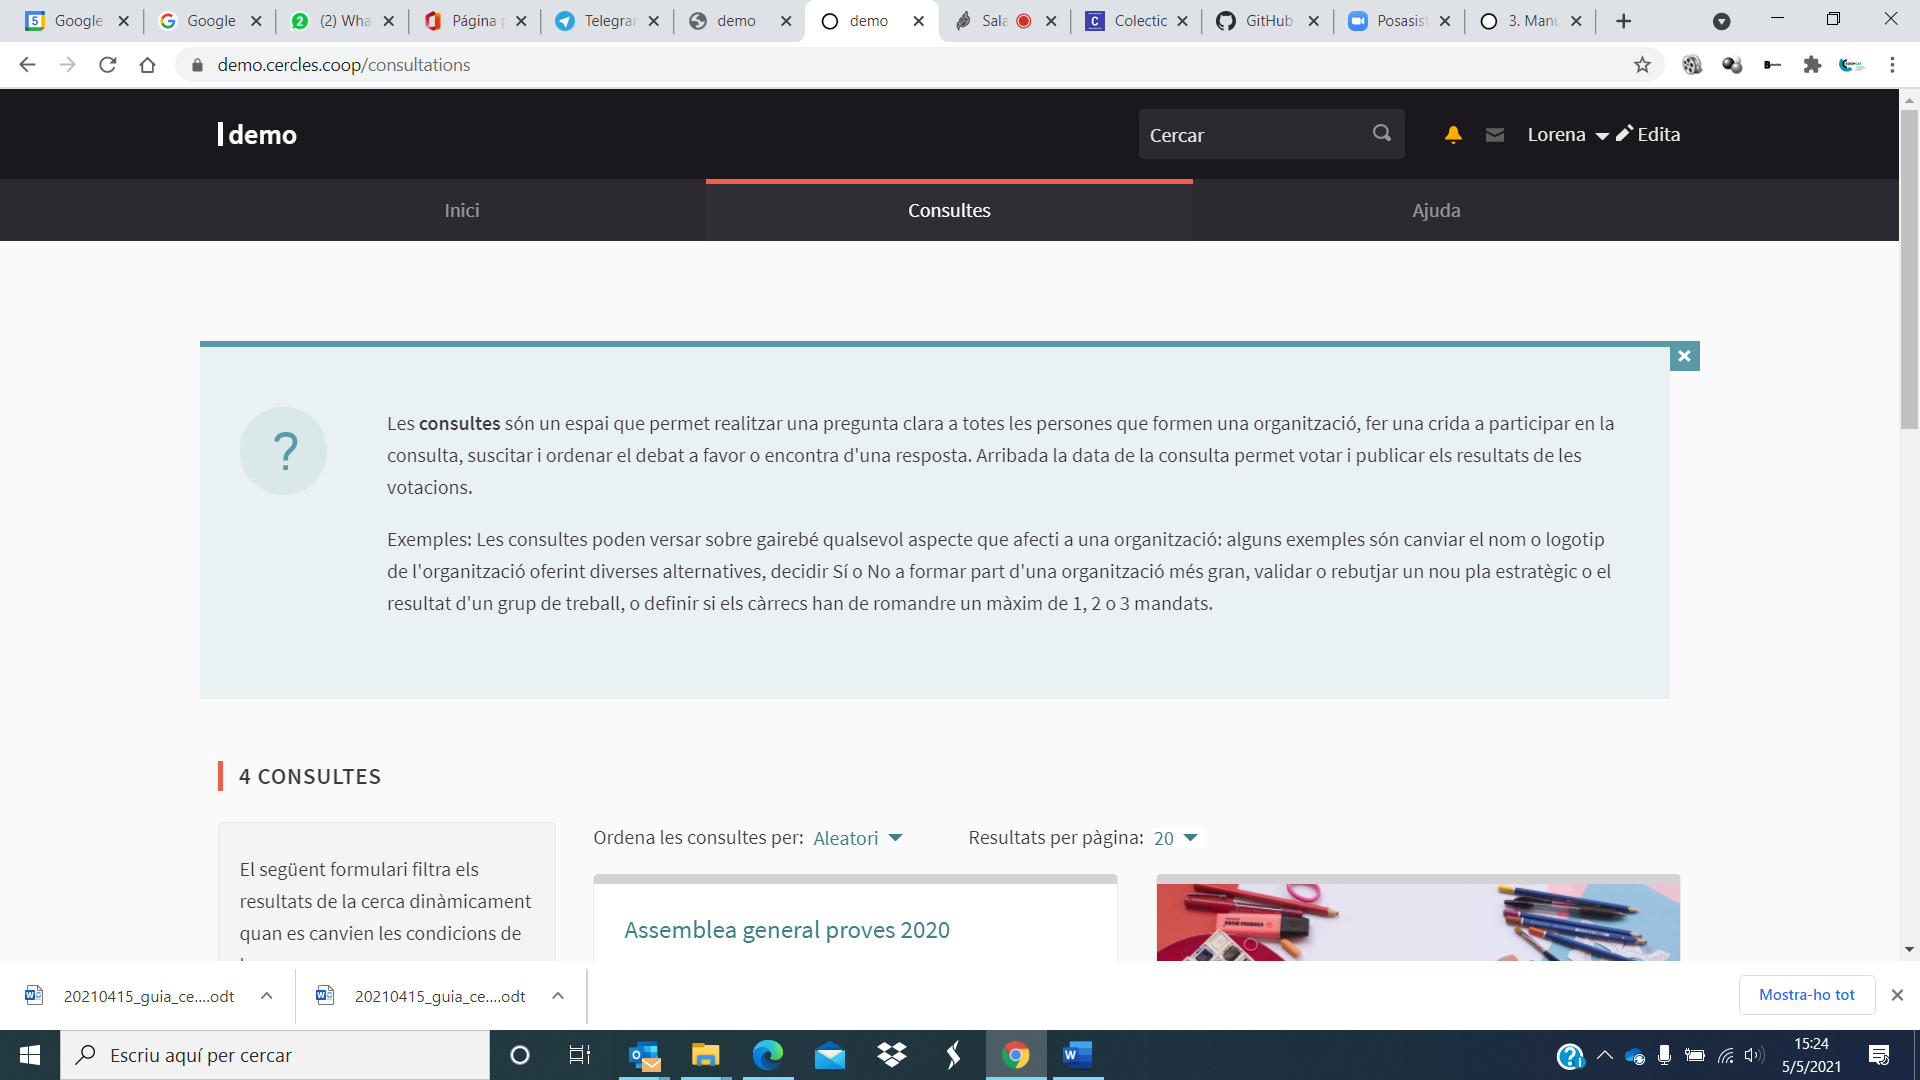 Google
Google
(2) Wha
Página p
Telegrar
demo
demo
Sala
Colectic
GitHub
Posasist
3. Manu
demo.cercles.coop/consultations
demo
Cercar
Lorena
Edita
Inici
Consultes
Ajuda
Les consultes són un espai que permet realitzar una pregunta clara a totes les persones que formen una organització, fer una crida a participar en la
consulta, suscitar i ordenar el debat a favor o encontra d'una resposta. Arribada la data de la consulta permet votar i publicar els resultats de les
votacions.
Exemples: Les consultes poden versar sobre gairebé qualsevol aspecte que afecti a una organització: alguns exemples són canviar el nom o logotip
de l'organització oferint diverses alternatives, decidir Sí o No a formar part d'una organització més gran, validar o rebutjar un nou pla estratègic o el
resultat d'un grup de treball, o definir si els càrrecs han de romandre un màxim de 1, 2 o 3 mandats.
4 CONSULTES
Ordena les consultes per: Aleatori
Resultats per pàgina: 20
El següent formulari filtra els
resultats de la cerca dinàmicament
quan es canvien les condicions de
Assemblea general proves 2020
20210415_guia_ce....odt
20210415_guia_ce....odt
Mostra-ho tot
Escriu aquí per cercar
15:24
5/5/2021